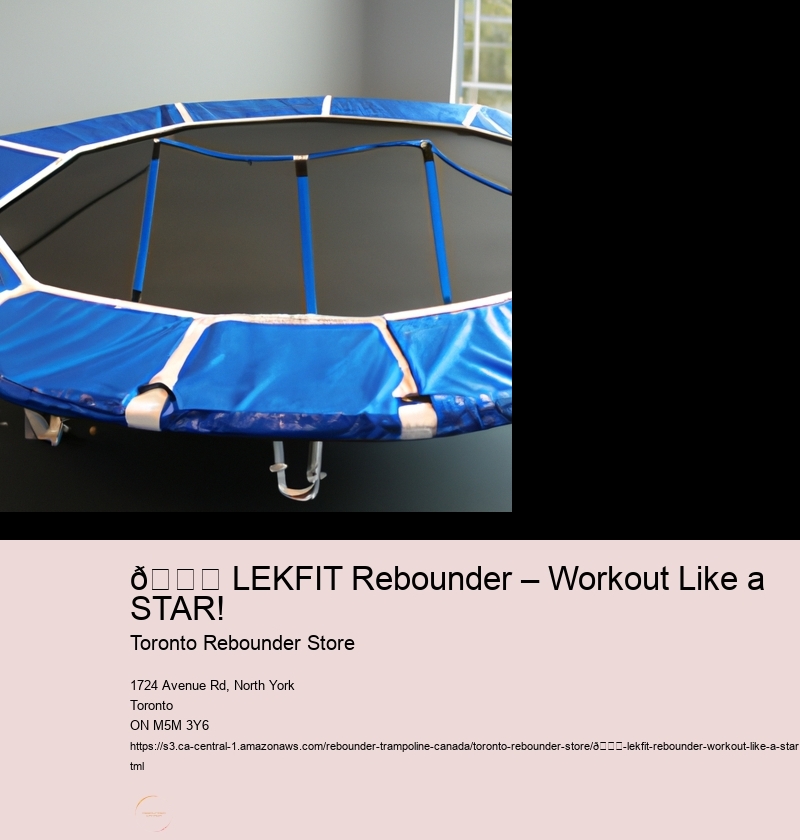 ð□□□ LEKFIT Rebounder – Workout Like a
STAR!
Toronto Rebounder Store
1724 Avenue Rd, North York
Toronto
ON M5M 3Y6
https://s3.ca-central-1.amazonaws.com/rebounder-trampoline-canada/toronto-rebounder-store/ð□□□-lekfit-rebounder-workout-like-a-star
tml